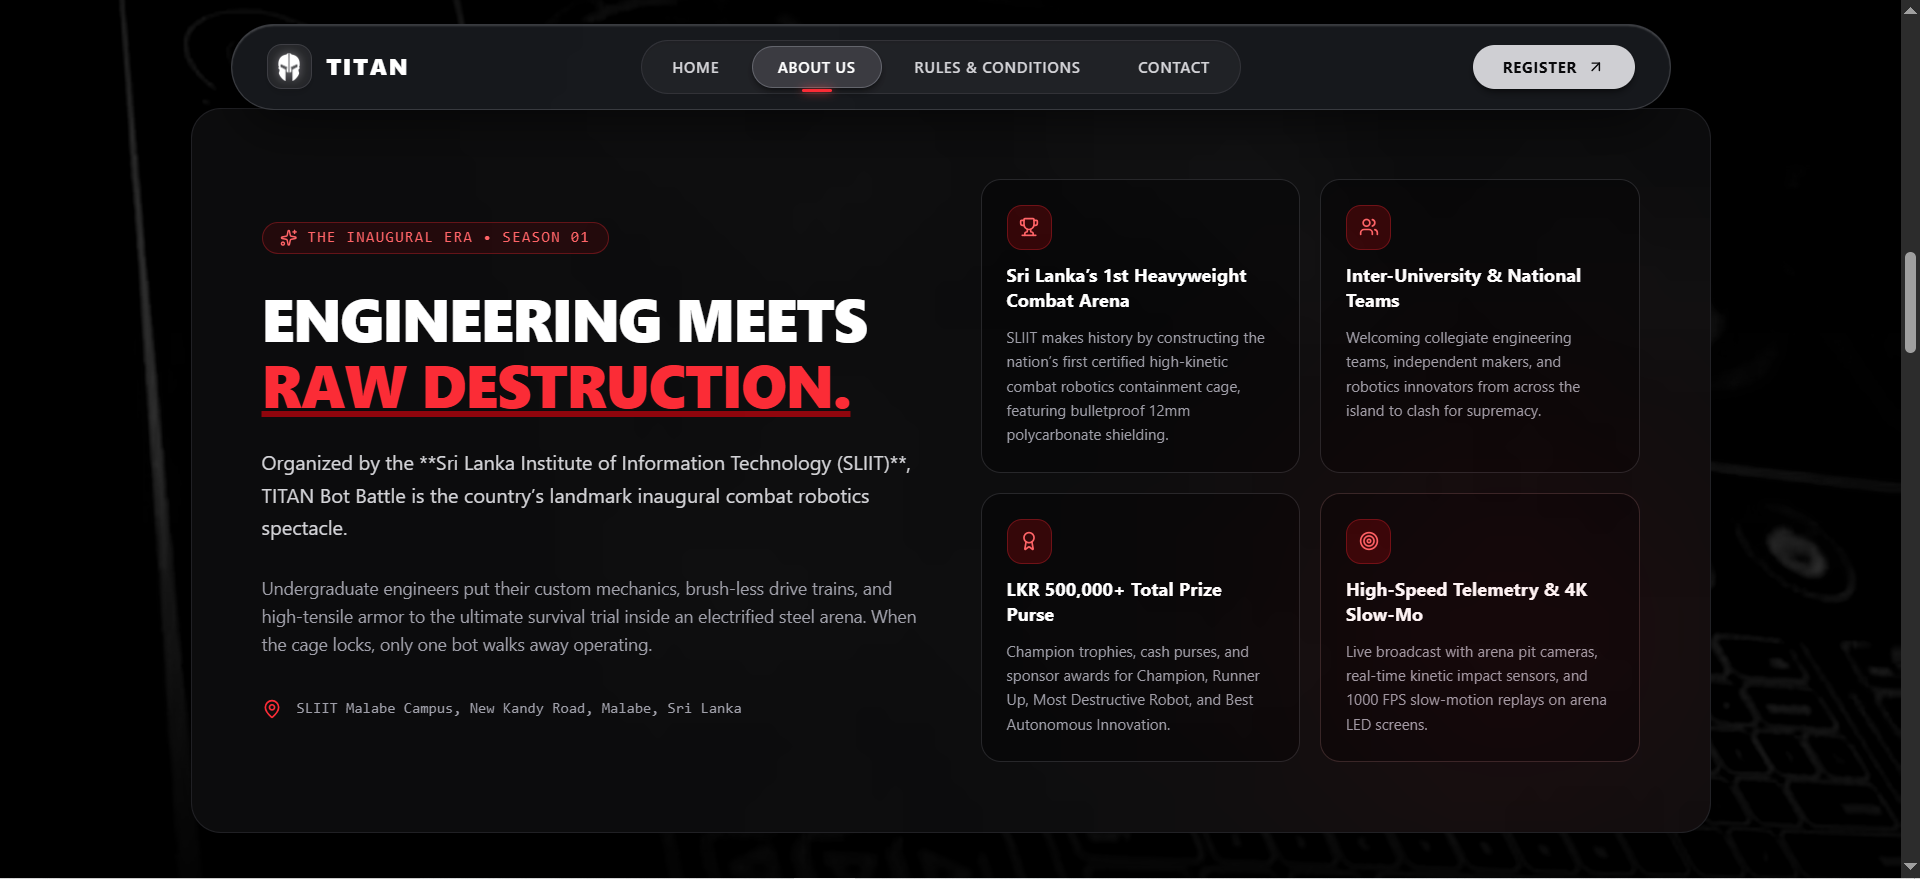 TITAN
HOME
ABOUT US
RULES & CONDITIONS
CONTACT
REGISTER
THE INAUGURAL ERA • SEASON 01
ENGINEERING MEETS
RAW DESTRUCTION.
Organized by the **Sri Lanka Institute of Information Technology (SLIIT)**,
TITAN Bot Battle is the country’s landmark inaugural combat robotics
spectacle.
Undergraduate engineers put their custom mechanics, brush-less drive trains, and
high-tensile armor to the ultimate survival trial inside an electrified steel arena. When
the cage locks, only one bot walks away operating.
SLIIT Malabe Campus, New Kandy Road, Malabe, Sri Lanka
Sri Lanka’s 1st Heavyweight
Combat Arena
SLIIT makes history by constructing the
nation’s first certified high-kinetic
combat robotics containment cage,
featuring bulletproof 12mm
polycarbonate shielding.
Inter-University & National
Teams
Welcoming collegiate engineering
teams, independent makers, and
robotics innovators from across the
island to clash for supremacy.
LKR 500,000+ Total Prize
Purse
Champion trophies, cash purses, and
sponsor awards for Champion, Runner
Up, Most Destructive Robot, and Best
Autonomous Innovation.
High-Speed Telemetry & 4K
Slow-Mo
Live broadcast with arena pit cameras,
real-time kinetic impact sensors, and
1000 FPS slow-motion replays on arena
LED screens.